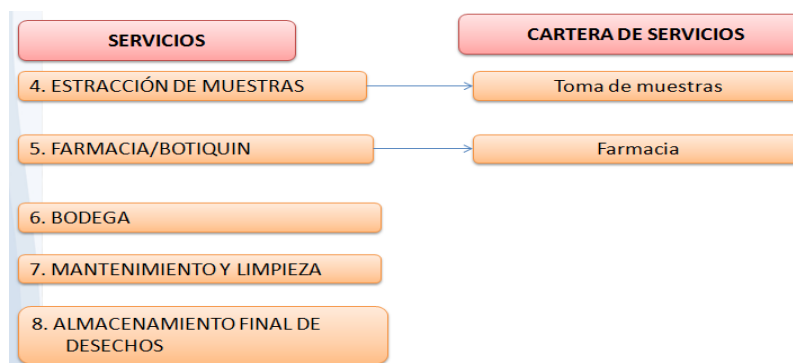 SERVICIOS
CARTERA DE SERVICIOS
4. ESTRACCIÓN DE MUESTRAS
Toma de muestras
5. FARMACIA/BOTIQUIN
Farmacia
6. BODEGA
7. MANTENIMIENTO Y LIMPIEZA
8. ALMACENAMIENTO FINAL DE
DESECHOS